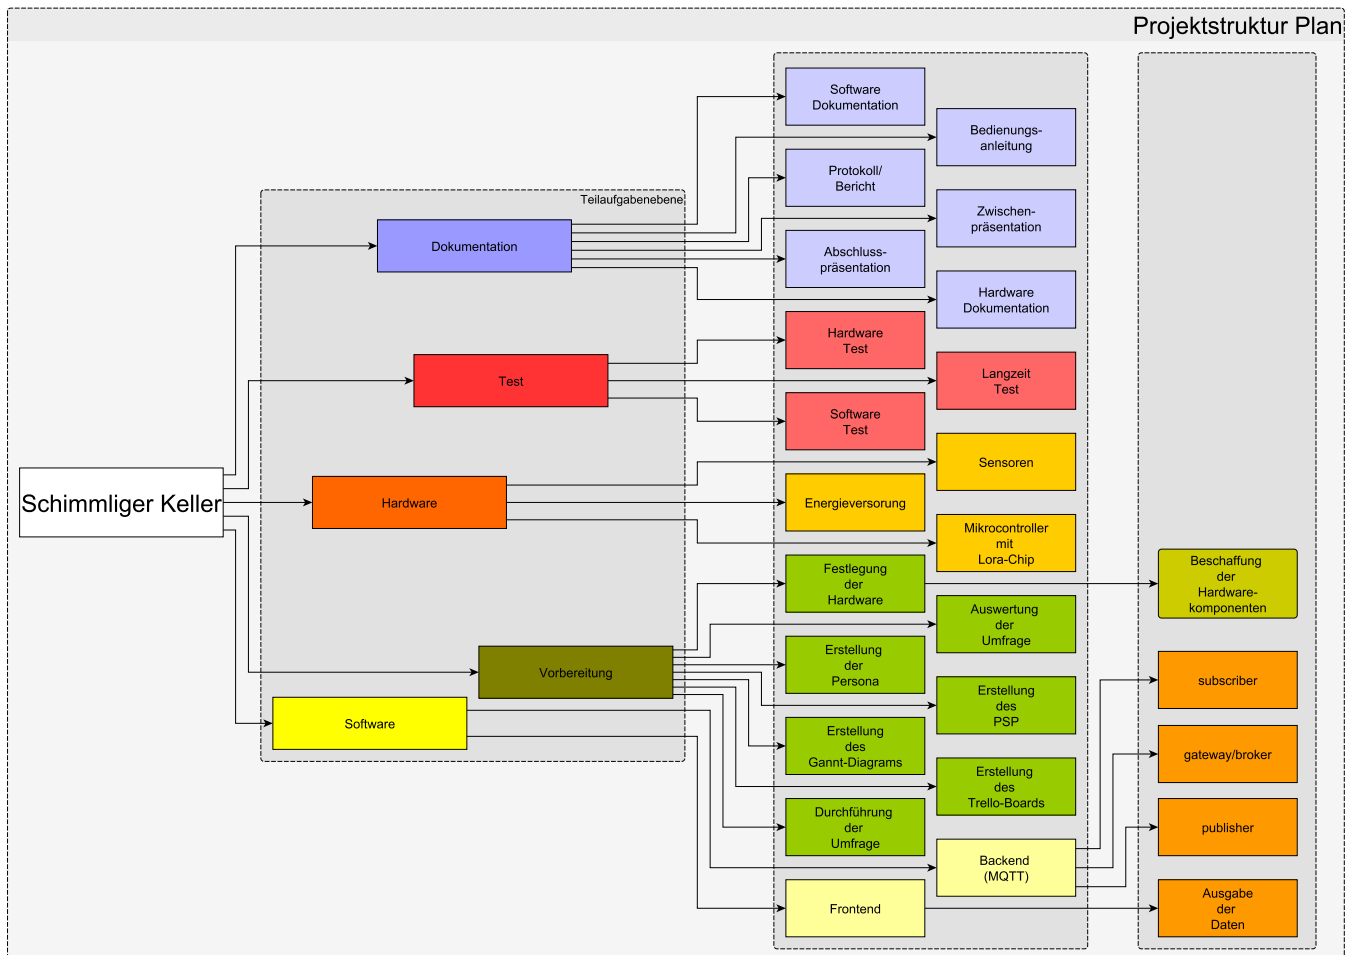 Projektstruktur Plan
Schimmliger Keller
Teilaufgabenebene
Dokumentation
Test
Hardware
Vorbereitung
Software
Software
Dokumentation
Bedienungs-
anleitung
Protokoll/
Bericht
Zwischen-
präsentation
Abschluss-
präsentation
Hardware
Dokumentation
Hardware
Test
Langzeit
Test
Software
Test
Sensoren
Energieversorung
Mikrocontroller
mit
Lora-Chip
Festlegung
der
Hardware
Auswertung
der
Umfrage
Erstellung
der
Persona
Erstellung
des
PSP
Erstellung
des
Gannt-Diagrams
Erstellung
des
Trello-Boards
Durchführung
der
Umfrage
Backend
(MQTT)
Frontend
Beschaffung
der
Hardware-
komponenten
subscriber
gateway/broker
publisher
Ausgabe
der
Daten